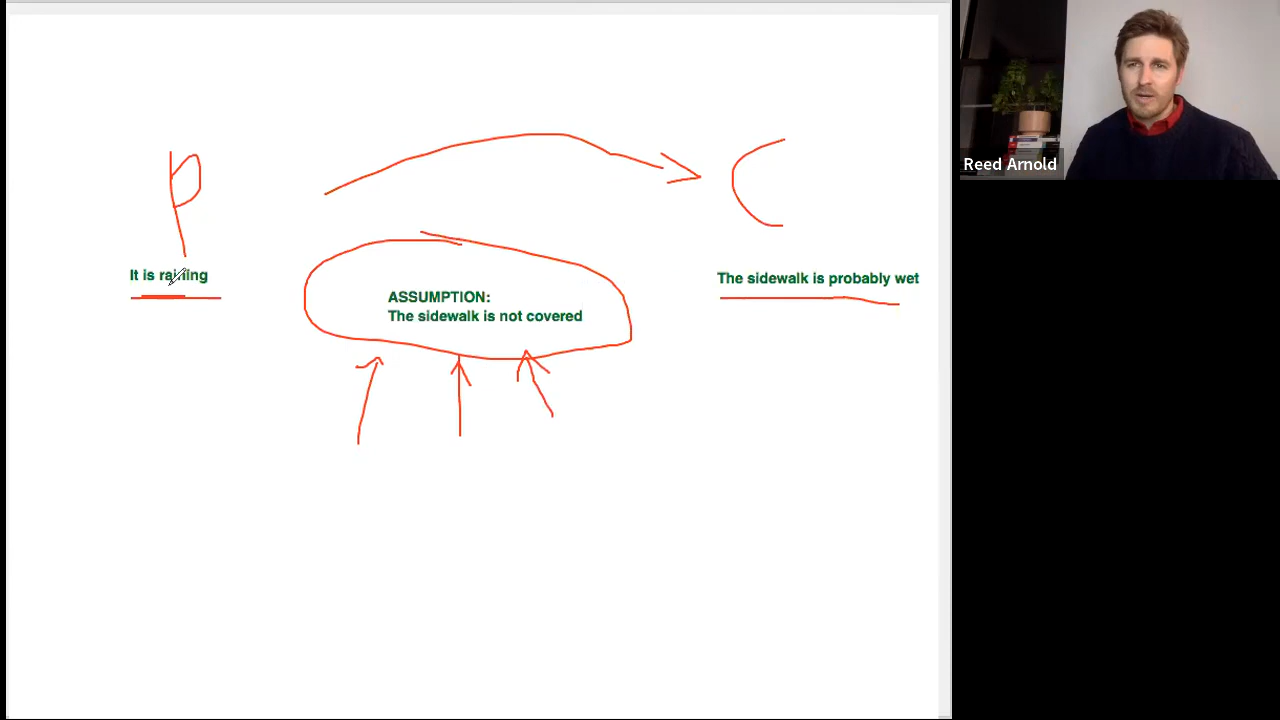 P
C
It is raining
ASSUMPTION:
The sidewalk is not covered
The sidewalk is probably wet
Reed Arnold